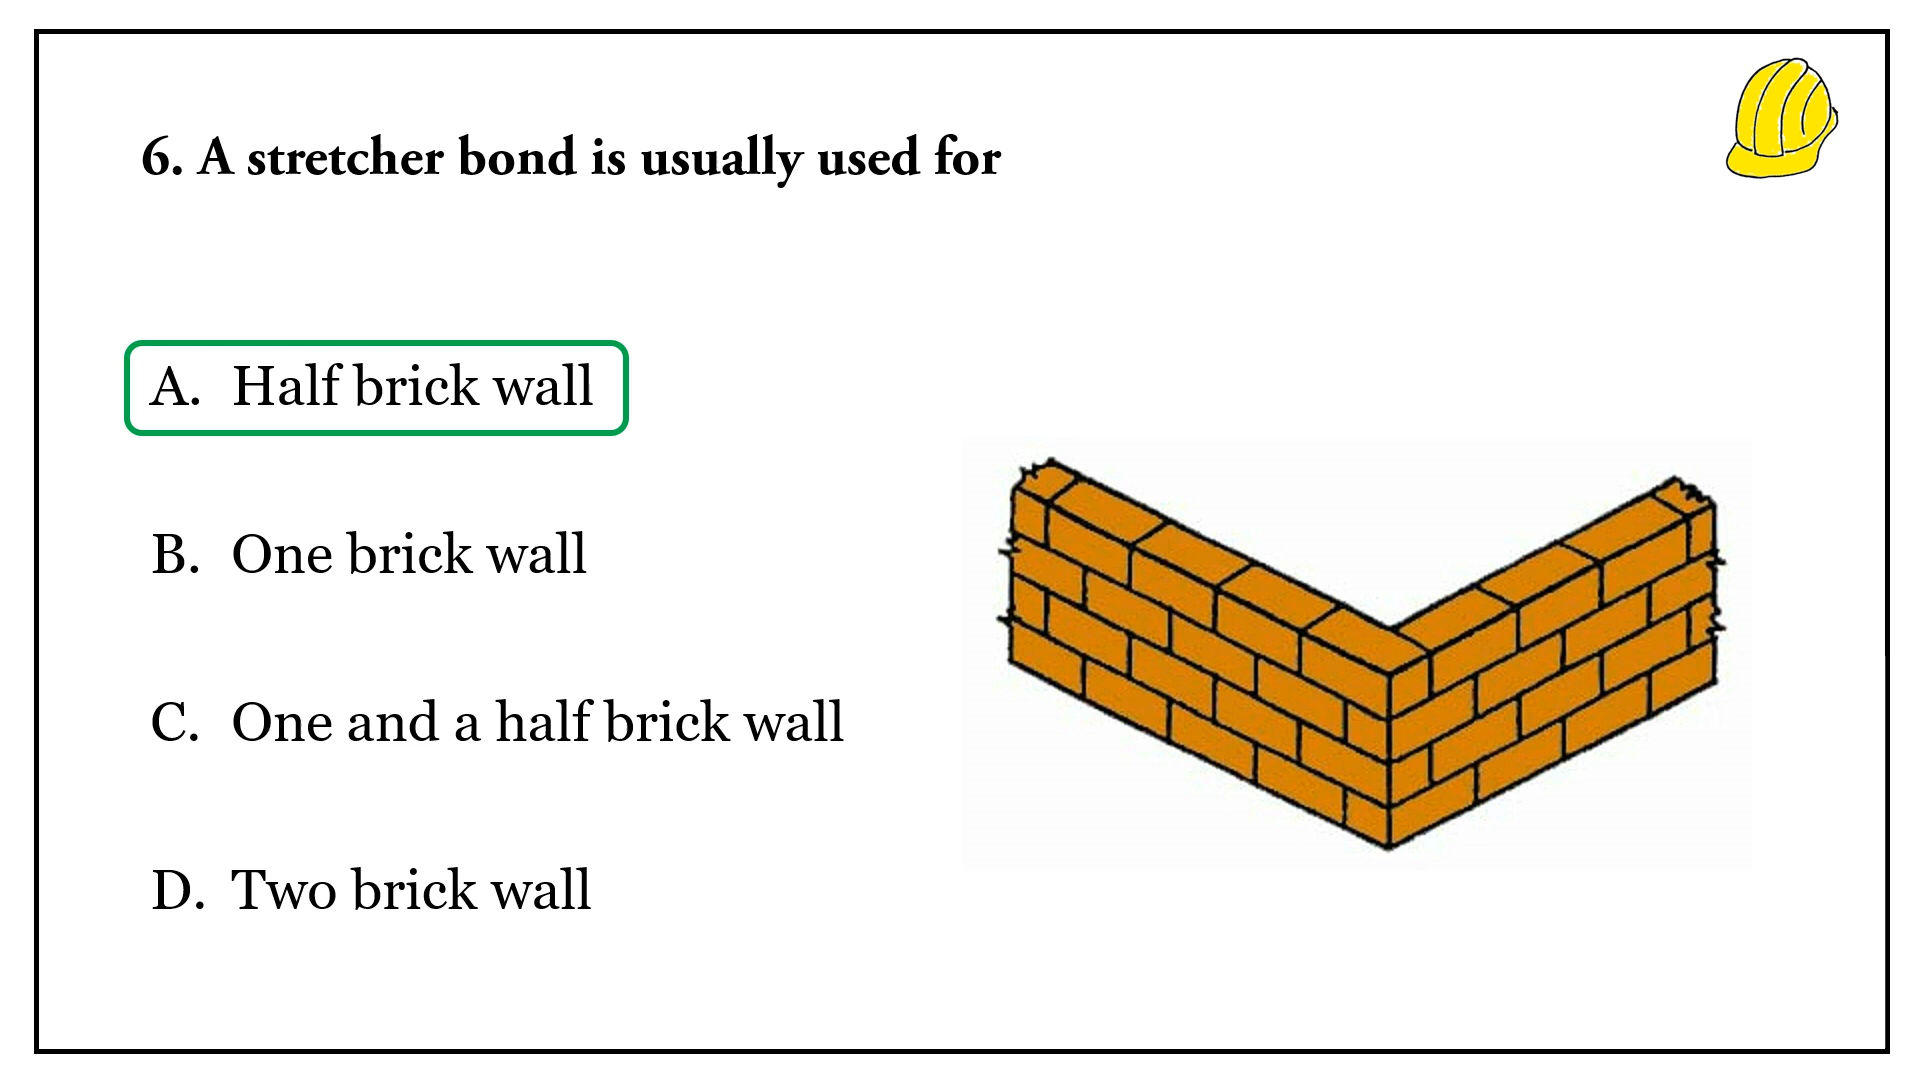 6. A stretcher bond is usually used for
A. Half brick wall
B. One brick wall
C. One and a half brick wall
D. Two brick wall